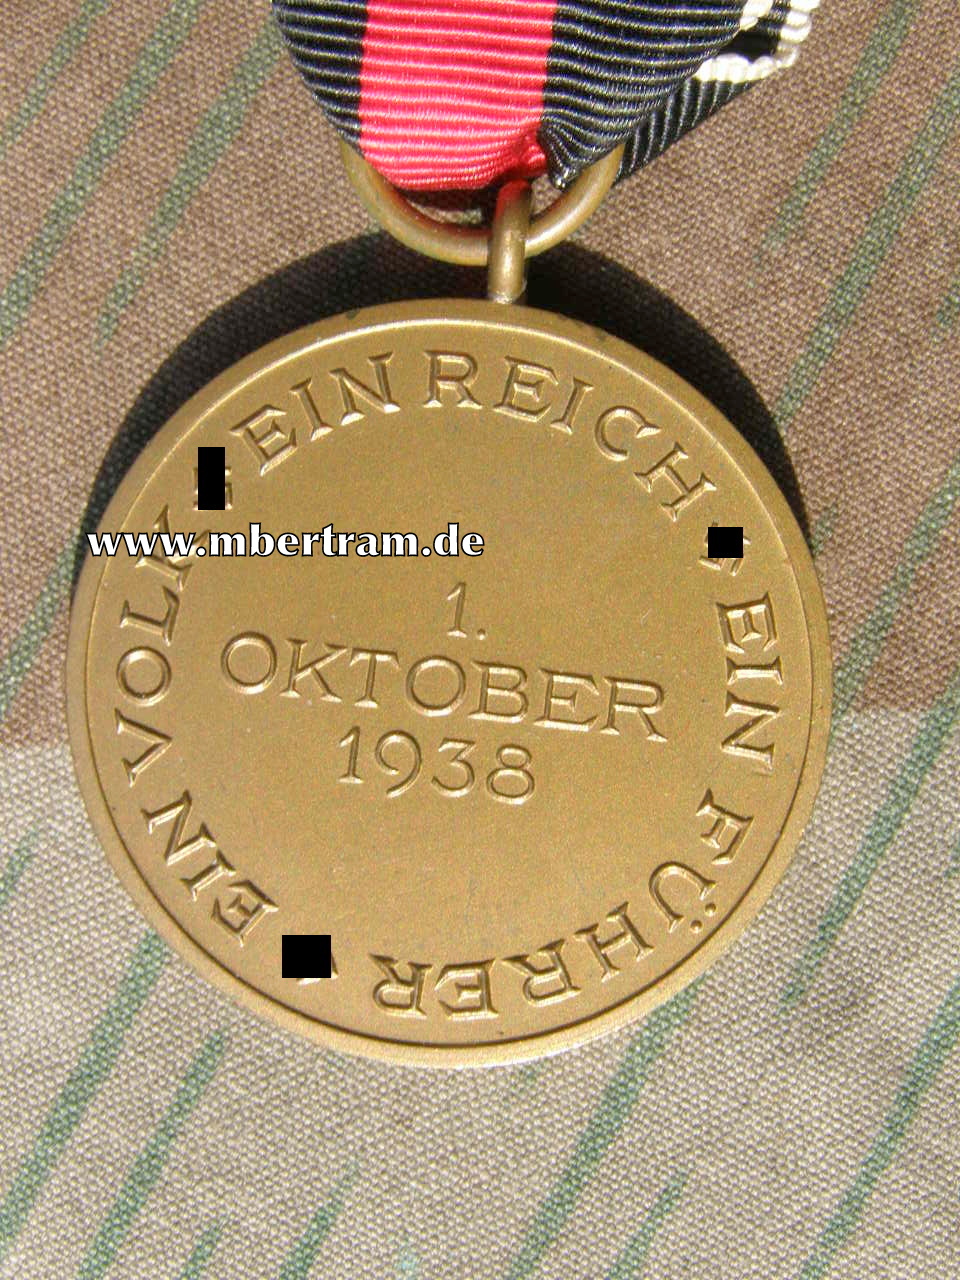 EIN VOLK EIN REICH EIN FÜHRER
www.mbertram.de
1.
OKTOBER
1938